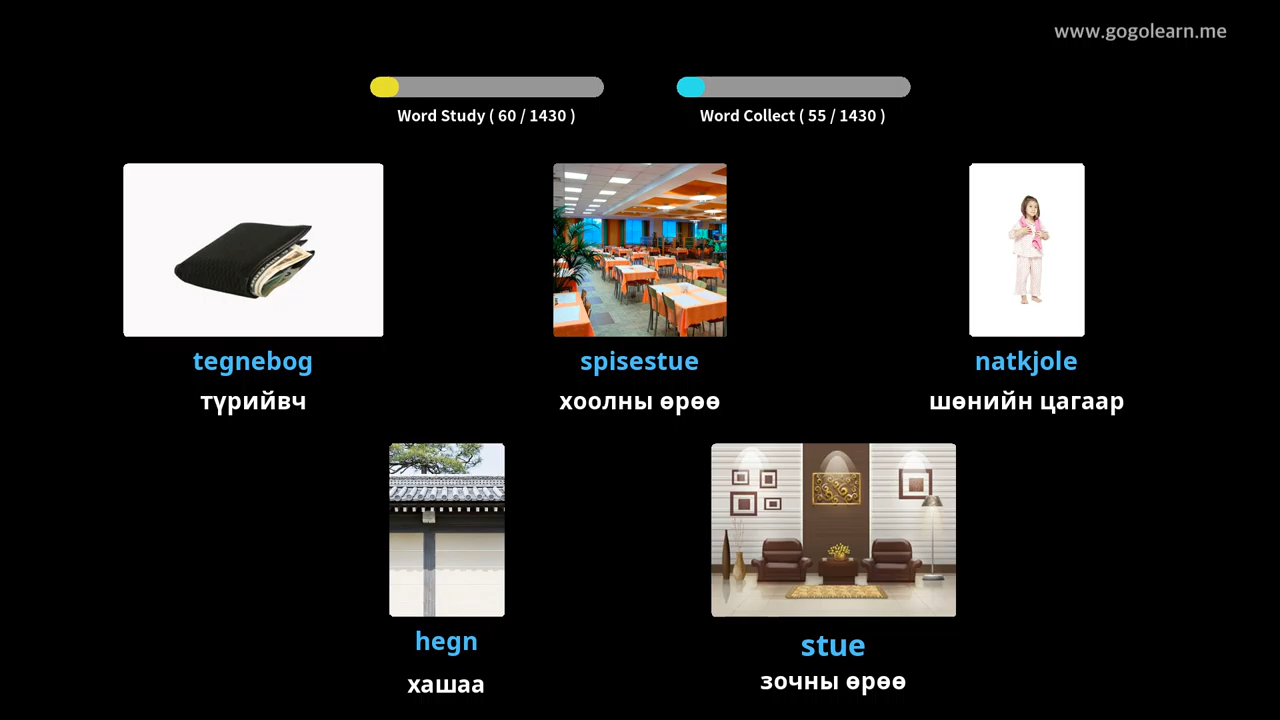 www.gogolearn.me
Word Study ( 60 / 1430 )
Word Collect ( 55 / 1430 )
tegnebog
spisestue
natkjole
түрийвч
хоолны өрөө
шөнийн цагаар
hegn
stue
хашаа
зочны өрөө